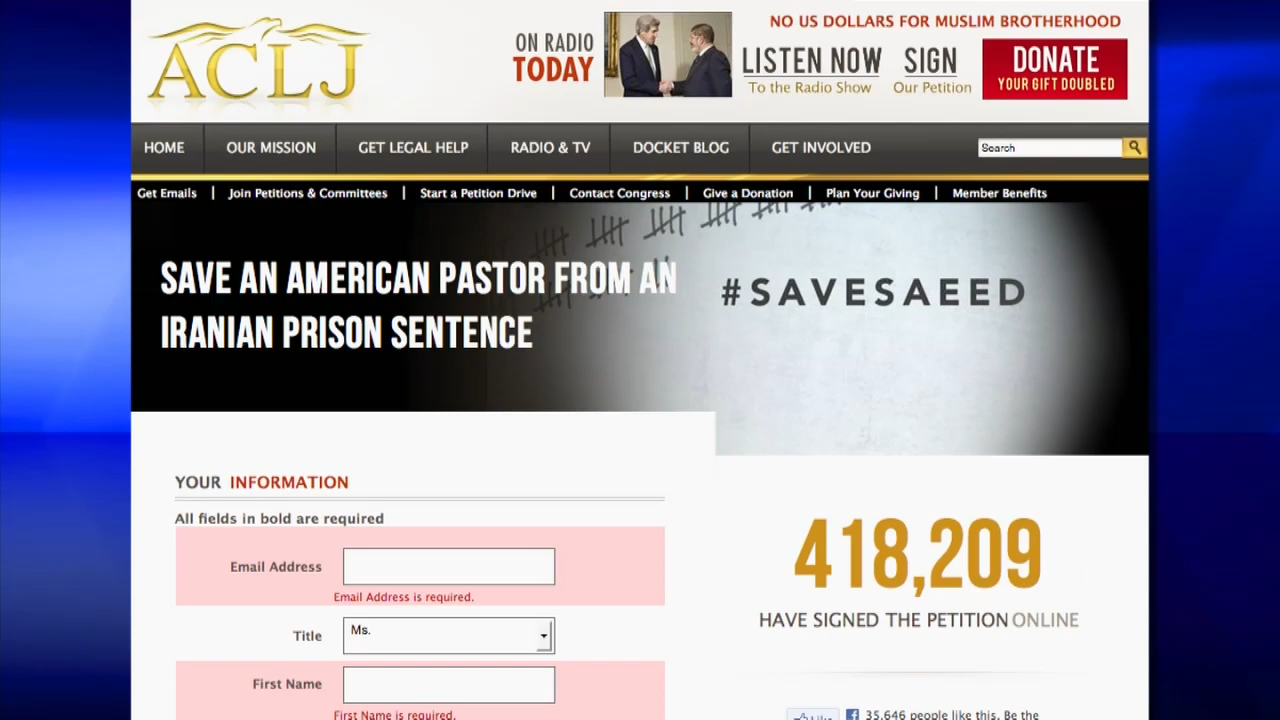 ACLJ
ON RADIO
TODAY
NO US DOLLARS FOR MUSLIM BROTHERHOOD
LISTEN NOW
To the Radio Show
SIGN
Our Petition
DONATE
YOUR GIFT DOUBLED
HOME OUR MISSION GET LEGAL HELP RADIO & TV DOCKET BLOG GET INVOLVED Search
Get Emails | Join Petitions & Committees | Start a Petition Drive | Contact Congress | Give a Donation | Plan Your Giving | Member Benefits
SAVE AN AMERICAN PASTOR FROM AN
IRANIAN PRISON SENTENCE
#SAVESAEED
YOUR INFORMATION
All fields in bold are required
Email Address
Email Address is required.
Title Ms.
First Name
First Name is required.
418,209
HAVE SIGNED THE PETITION ONLINE
Like 35,646 people like this. Be the